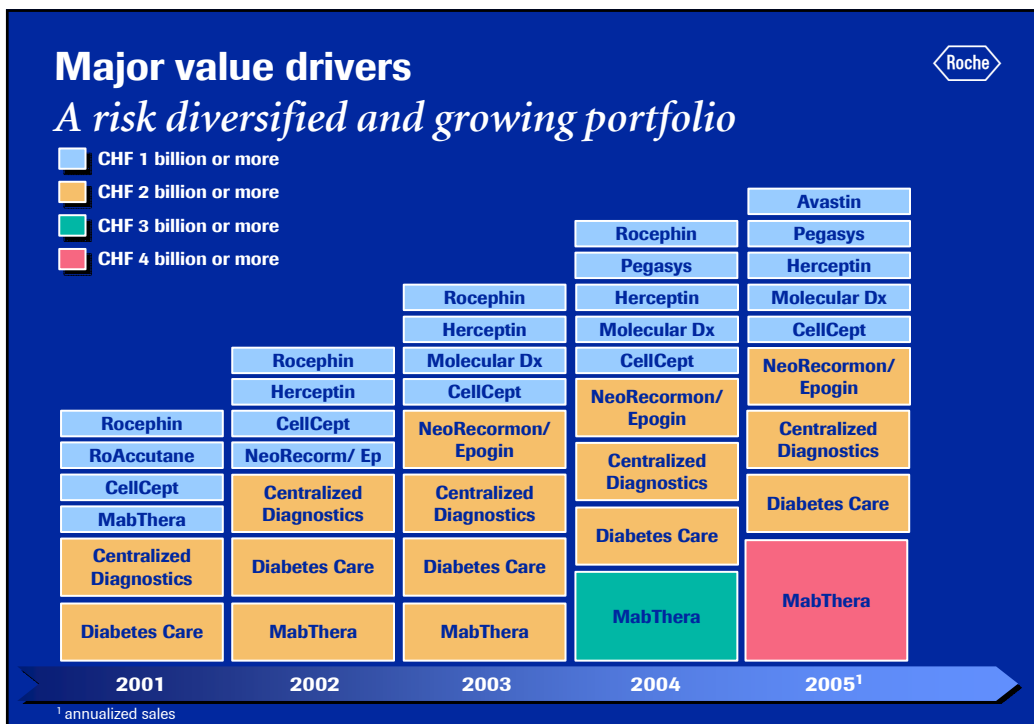 Major value drivers
Roche
A risk diversified and growing portfolio
CHF 1 billion or more
CHF 2 billion or more
CHF 3 billion or more
CHF 4 billion or more
Rocephin
RoAccutane
CellCept
MabThera
Centralized
Diagnostics
Diabetes Care
Rocephin
Herceptin
CellCept
NeoRecorm/ Ep
Centralized
Diagnostics
Diabetes Care
MabThera
Rocephin
Herceptin
Molecular Dx
CellCept
NeoRecormon/
Epogin
Centralized
Diagnostics
Diabetes Care
MabThera
Rocephin
Pegasys
Herceptin
Molecular Dx
CellCept
NeoRecormon/
Epogin
Centralized
Diagnostics
Diabetes Care
MabThera
Avastin
Pegasys
Herceptin
Molecular Dx
CellCept
NeoRecormon/
Epogin
Centralized
Diagnostics
Diabetes Care
MabThera
2001 2002 2003 2004 2005¹
¹ annualized sales